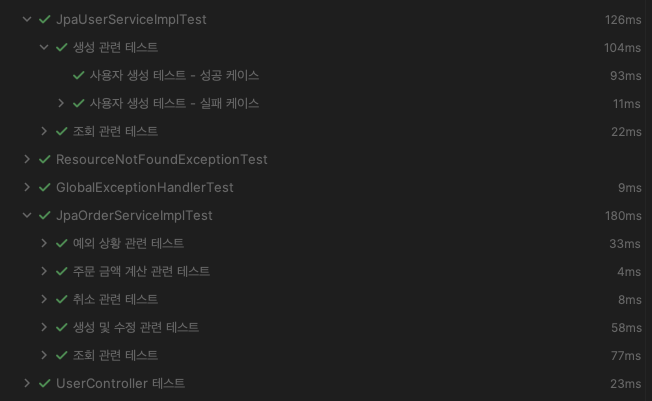 JpaUserServiceImplTest 126ms
생성 관련 테스트 104ms
사용자 생성 테스트 - 성공 케이스 93ms
사용자 생성 테스트 - 실패 케이스 11ms
조회 관련 테스트 22ms
ResourceNotFoundExceptionTest
GlobalExceptionHandlerTest 9ms
JpaOrderServiceImplTest 180ms
예외 상황 관련 테스트 33ms
주문 금액 계산 관련 테스트 4ms
취소 관련 테스트 8ms
생성 및 수정 관련 테스트 58ms
조회 관련 테스트 77ms
UserController 테스트 23ms